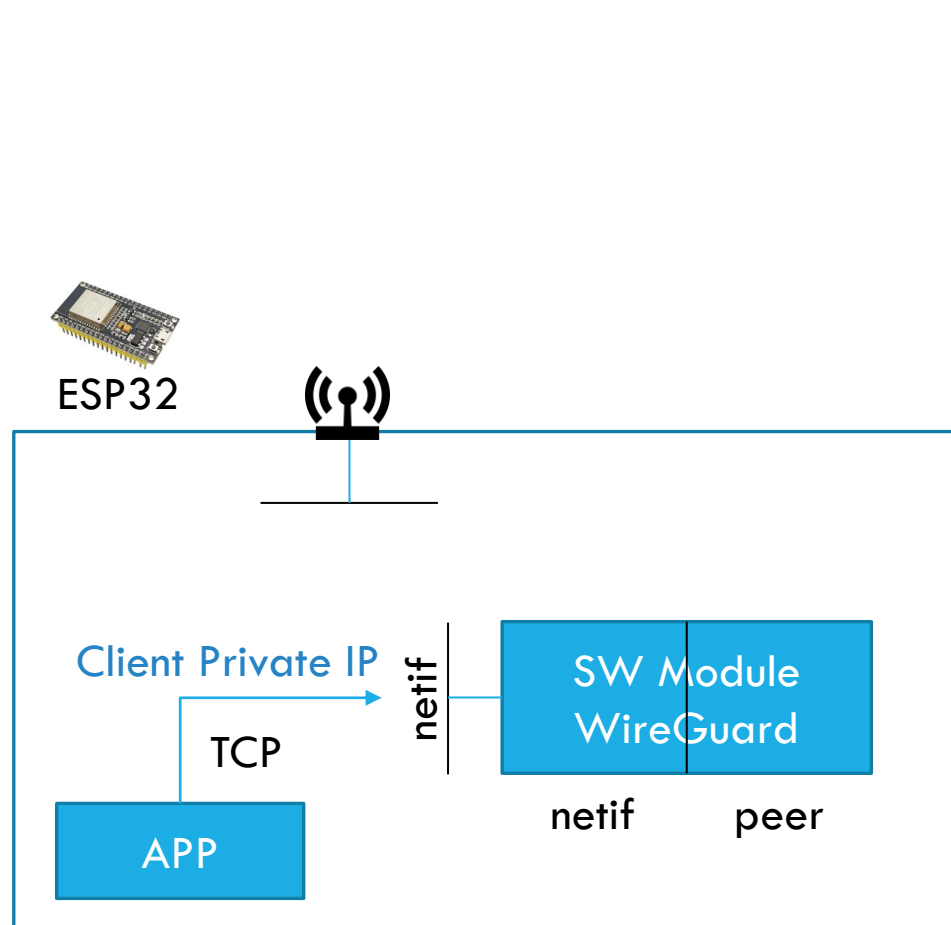 ESP32
Client Private IP
netif
SW Module
WireGuard
TCP
netif
peer
APP